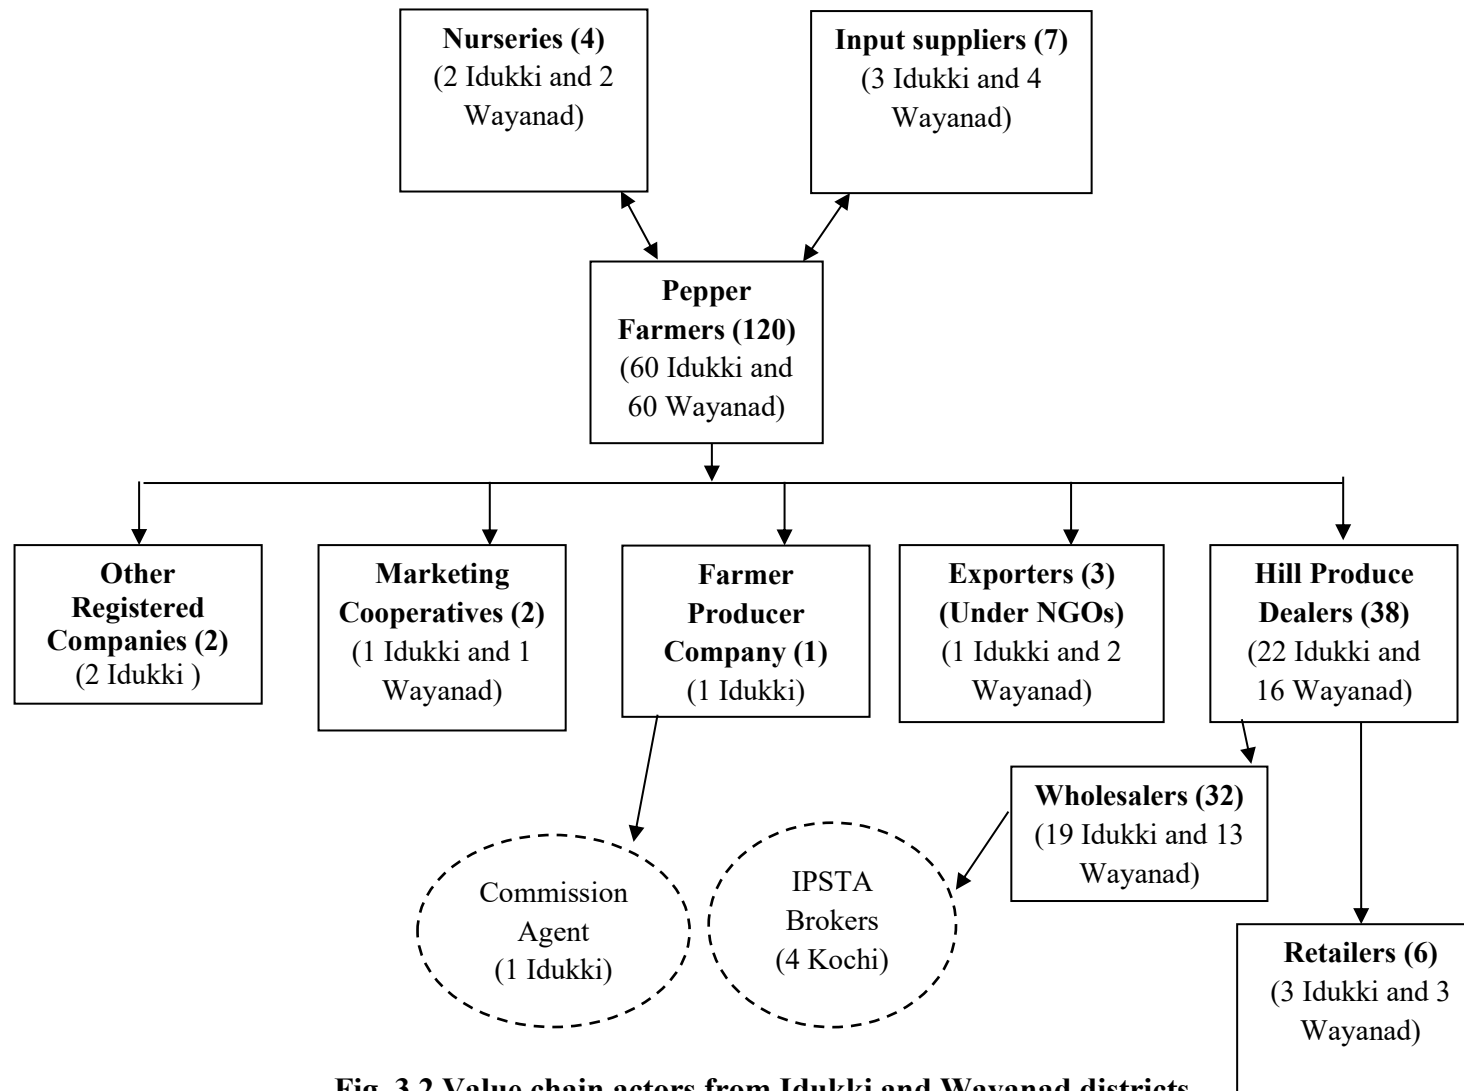 Nurseries (4)
(2 Idukki and 2
Wayanad)
Input suppliers (7)
(3 Idukki and 4
Wayanad)
Pepper
Farmers (120)
(60 Idukki and
60 Wayanad)
Other
Registered
Companies (2)
(2 Idukki )
Marketing
Cooperatives (2)
(1 Idukki and 1
Wayanad)
Farmer
Producer
Company (1)
(1 Idukki)
Exporters (3)
(Under NGOs)
(1 Idukki and 2
Wayanad)
Hill Produce
Dealers (38)
(22 Idukki and
16 Wayanad)
Wholesalers (32)
(19 Idukki and 13
Wayanad)
Commission
Agent
(1 Idukki)
IPSTA
Brokers
(4 Kochi)
Retailers (6)
(3 Idukki and 3
Wayanad)
Fig. 3.2 Value chain actors from Idukki and Wayanad districts